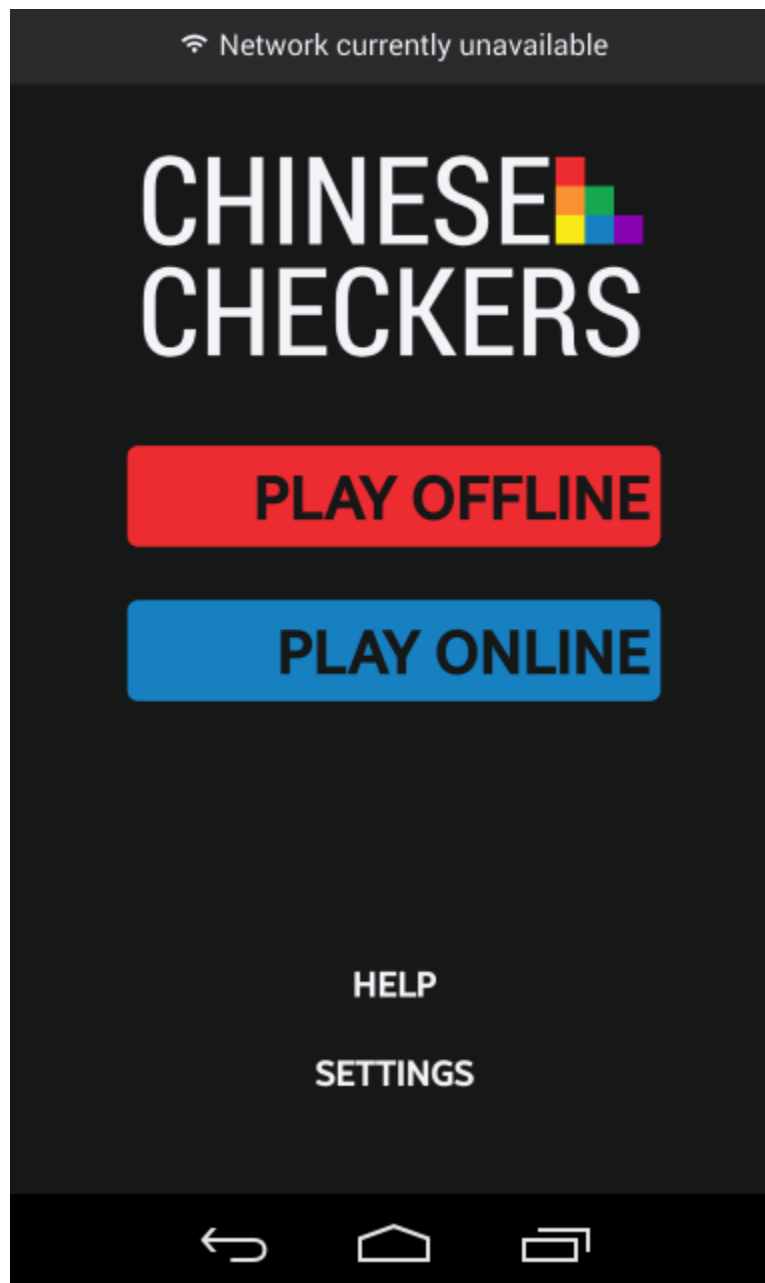 Network currently unavailable
CHINESE
CHECKERS
PLAY OFFLINE
PLAY ONLINE
HELP
SETTINGS